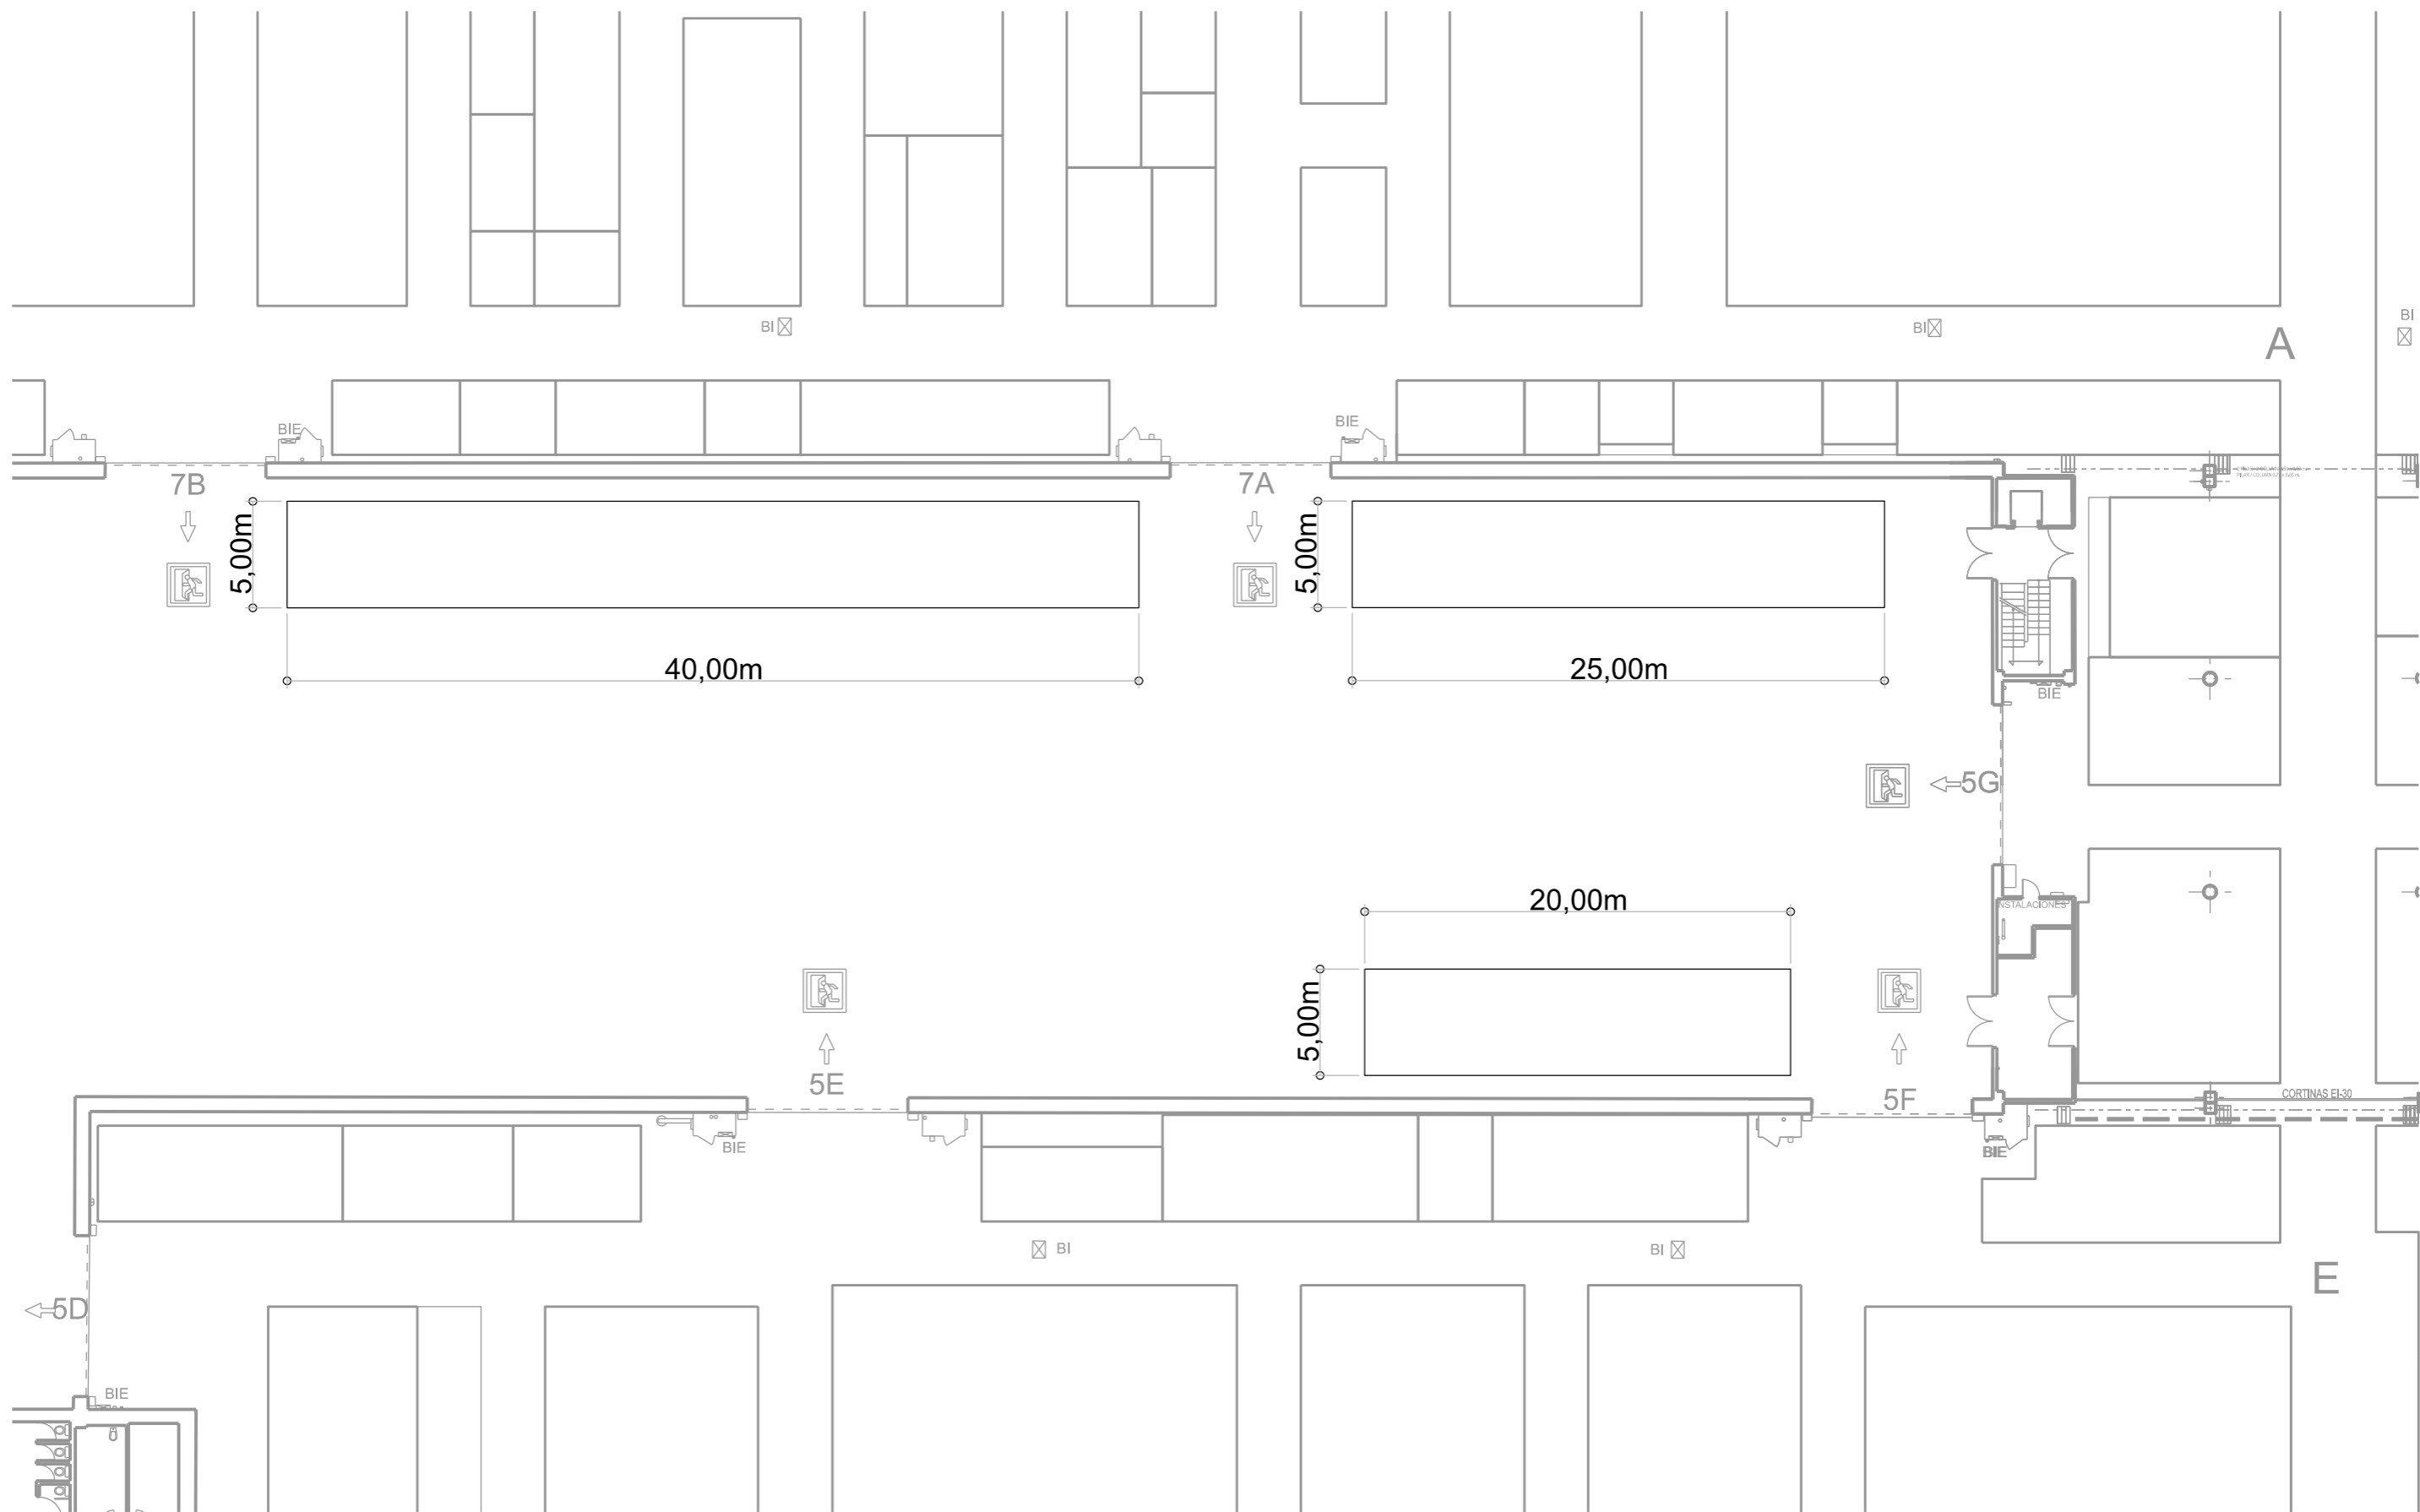 BI
BI
BI
A
BIE
BIE
7B
7A
5,00m
5,00m
40,00m
25,00m
BIE
5G
20,00m
INSTALACIONES
5,00m
5E
5F
CORTINAS EI-30
BIE
BIE
BI
BI
E
5D
BIE